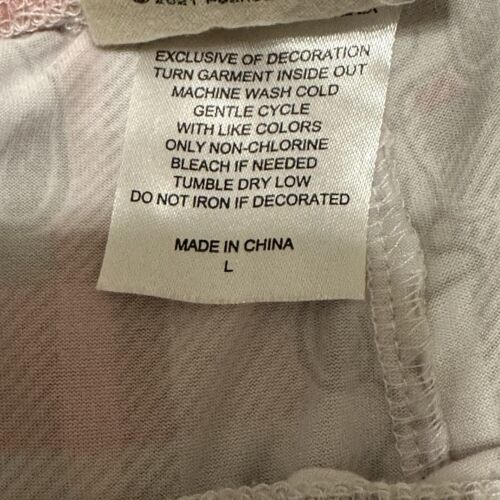 © 2021
EXCLUSIVE OF DECORATION
TURN GARMENT INSIDE OUT
MACHINE WASH COLD
GENTLE CYCLE
WITH LIKE COLORS
ONLY NON-CHLORINE
BLEACH IF NEEDED
TUMBLE DRY LOW
DO NOT IRON IF DECORATED
MADE IN CHINA
L